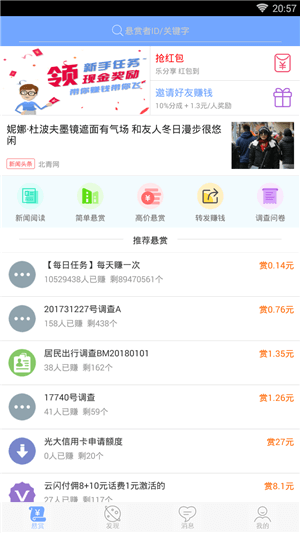 20:57
悬赏者ID/关键字
领
新手任务
现金奖励
带你赚钱带你飞
抢红包
乐分享 红包到
邀请好友赚钱
10%分成 + 1.3元/人奖励
妮娜·杜波夫墨镜遮面有气场 和友人冬日漫步很悠
闲
新闻头条 北青网
新闻阅读 简单悬赏 高价悬赏 转发赚钱 调查问卷
推荐悬赏
【每日任务】每天赚一次 赏0.14元
10529438人已赚 剩89470561个
201731227号调查A 赏0.76元
158人已赚 剩438个
居民出行调查BM20180101 赏1.35元
38人已赚 剩162个
17740号调查 赏1.26元
41人已赚 剩59个
光大信用卡申请额度 赏27元
50人已赚 剩50个
云闪付佣8+10元话费1元激活的 赏8.1元
27人已赚 剩117个
悬赏 发现 消息 我的